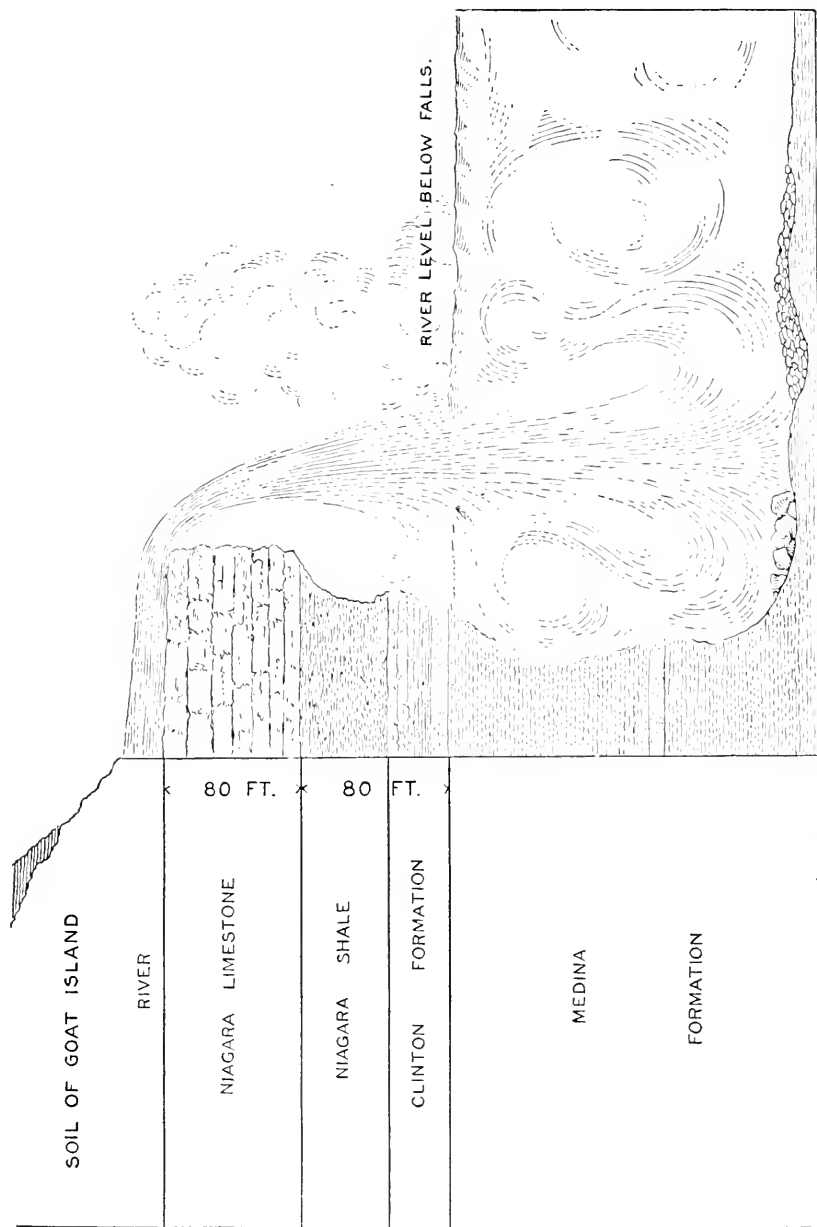 SOIL OF GOAT ISLAND
RIVER
NIAGARA LIMESTONE
80 FT.
NIAGARA SHALE
80 FT.
CLINTON FORMATION
RIVER LEVEL BELOW FALLS.
MEDINA
FORMATION